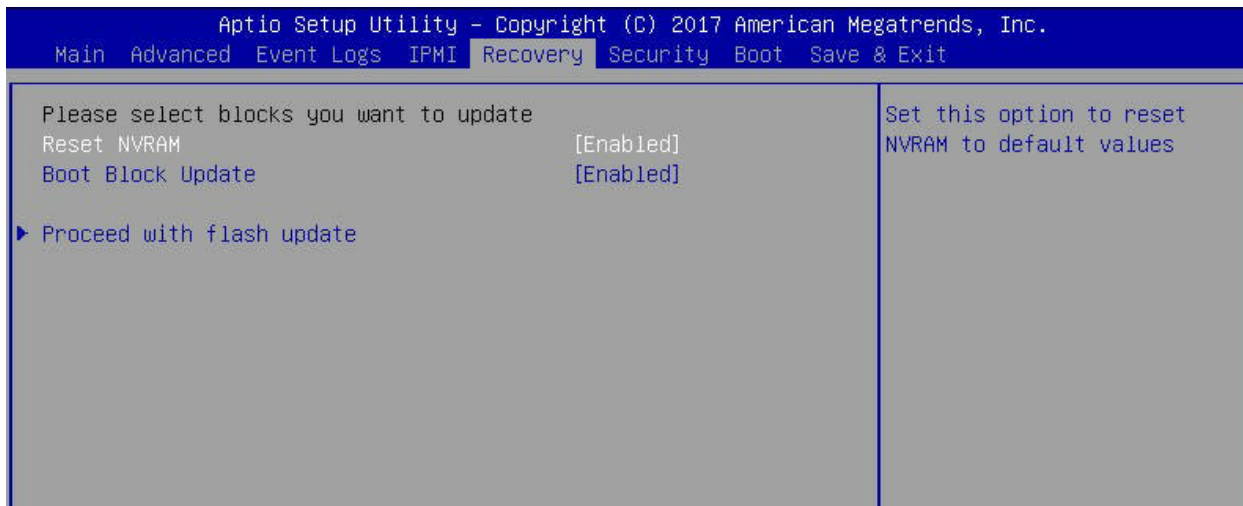 Aptio Setup Utility – Copyright (C) 2017 American Megatrends, Inc.
Main Advanced Event Logs IPMI Recovery Security Boot Save & Exit
Please select blocks you want to update
Reset NVRAM [Enabled]
Boot Block Update [Enabled]
Proceed with flash update
Set this option to reset
NVRAM to default values